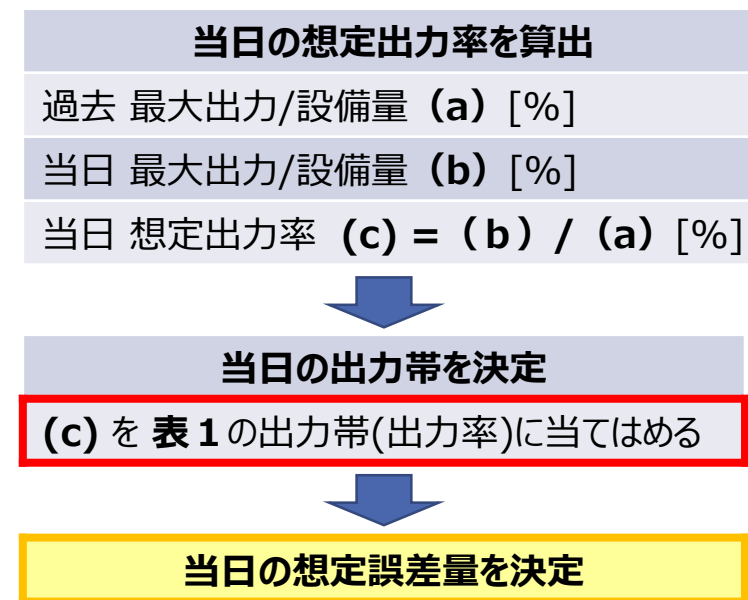 当日の想定出力率を算出
過去 最大出力/設備量（a）[%]
当日 最大出力/設備量（b）[%]
当日 想定出力率 (c) =（ｂ）/（a）[%]
当日の出力帯を決定
(c) を 表１の出力帯(出力率)に当てはめる
当日の想定誤差量を決定